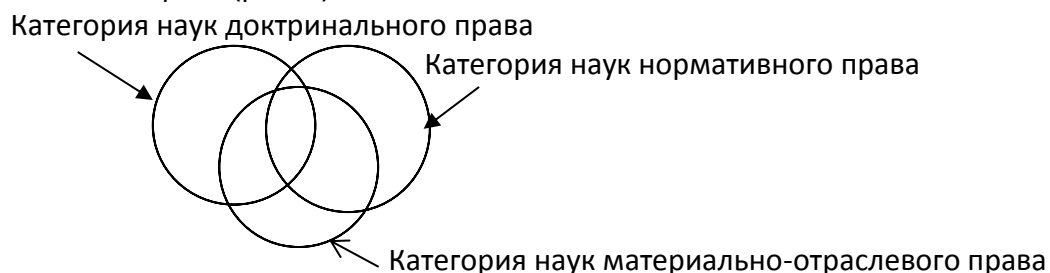 Категория наук доктринального права
Категория наук нормативного права
Категория наук материально-отраслевого права